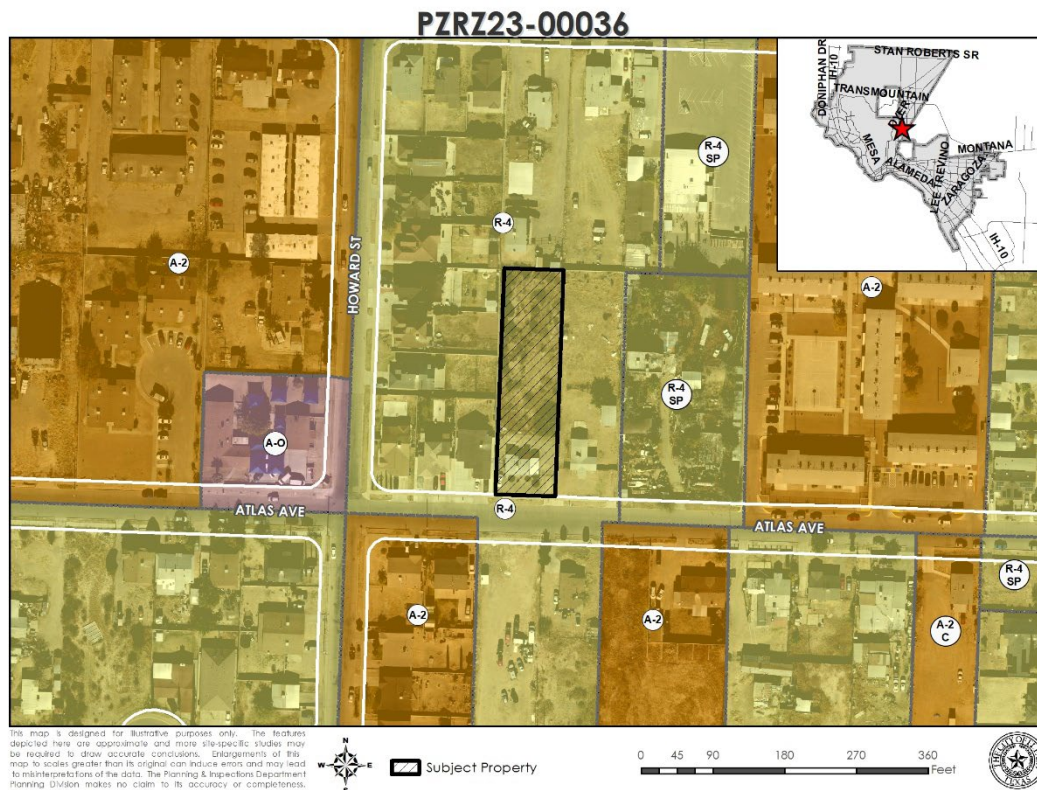 PZRZ23-00036
DONIPHAN DR
IH-10
STAN ROBERTS SR
TRANSMOUNTAIN
DYER
MESA
ALAMEDA
LEE TREVINO
MONTANA
ZARAGOZA
IH-10
R-4
SP
R-4
A-2
HOWARD ST
A-2
R-4
SP
A-O
ATLAS AVE
R-4
ATLAS AVE
R-4
SP
A-2
A-2
A-2
C
This map is designed for illustrative purposes only. The features
depicted here are approximate and more site-specific studies may
be required to draw accurate conclusions. Enlargements of this
map to scales greater than its original can induce errors and may lead
to misinterpretations of the data. The Planning & Inspections Department
Planning Division makes no claim to its accuracy or completeness.
N
W
E
S
Subject Property
0 45 90 180 270 360
Feet
TEXAS